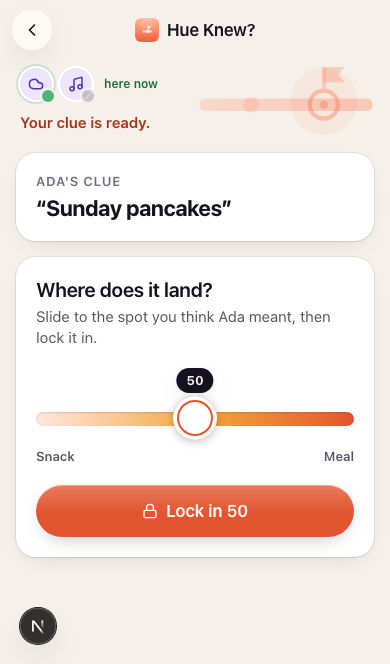 Hue Knew?
here now
Your clue is ready.
ADA'S CLUE
“Sunday pancakes”
Where does it land?
Slide to the spot you think Ada meant, then
lock it in.
50
Snack
Meal
Lock in 50
N